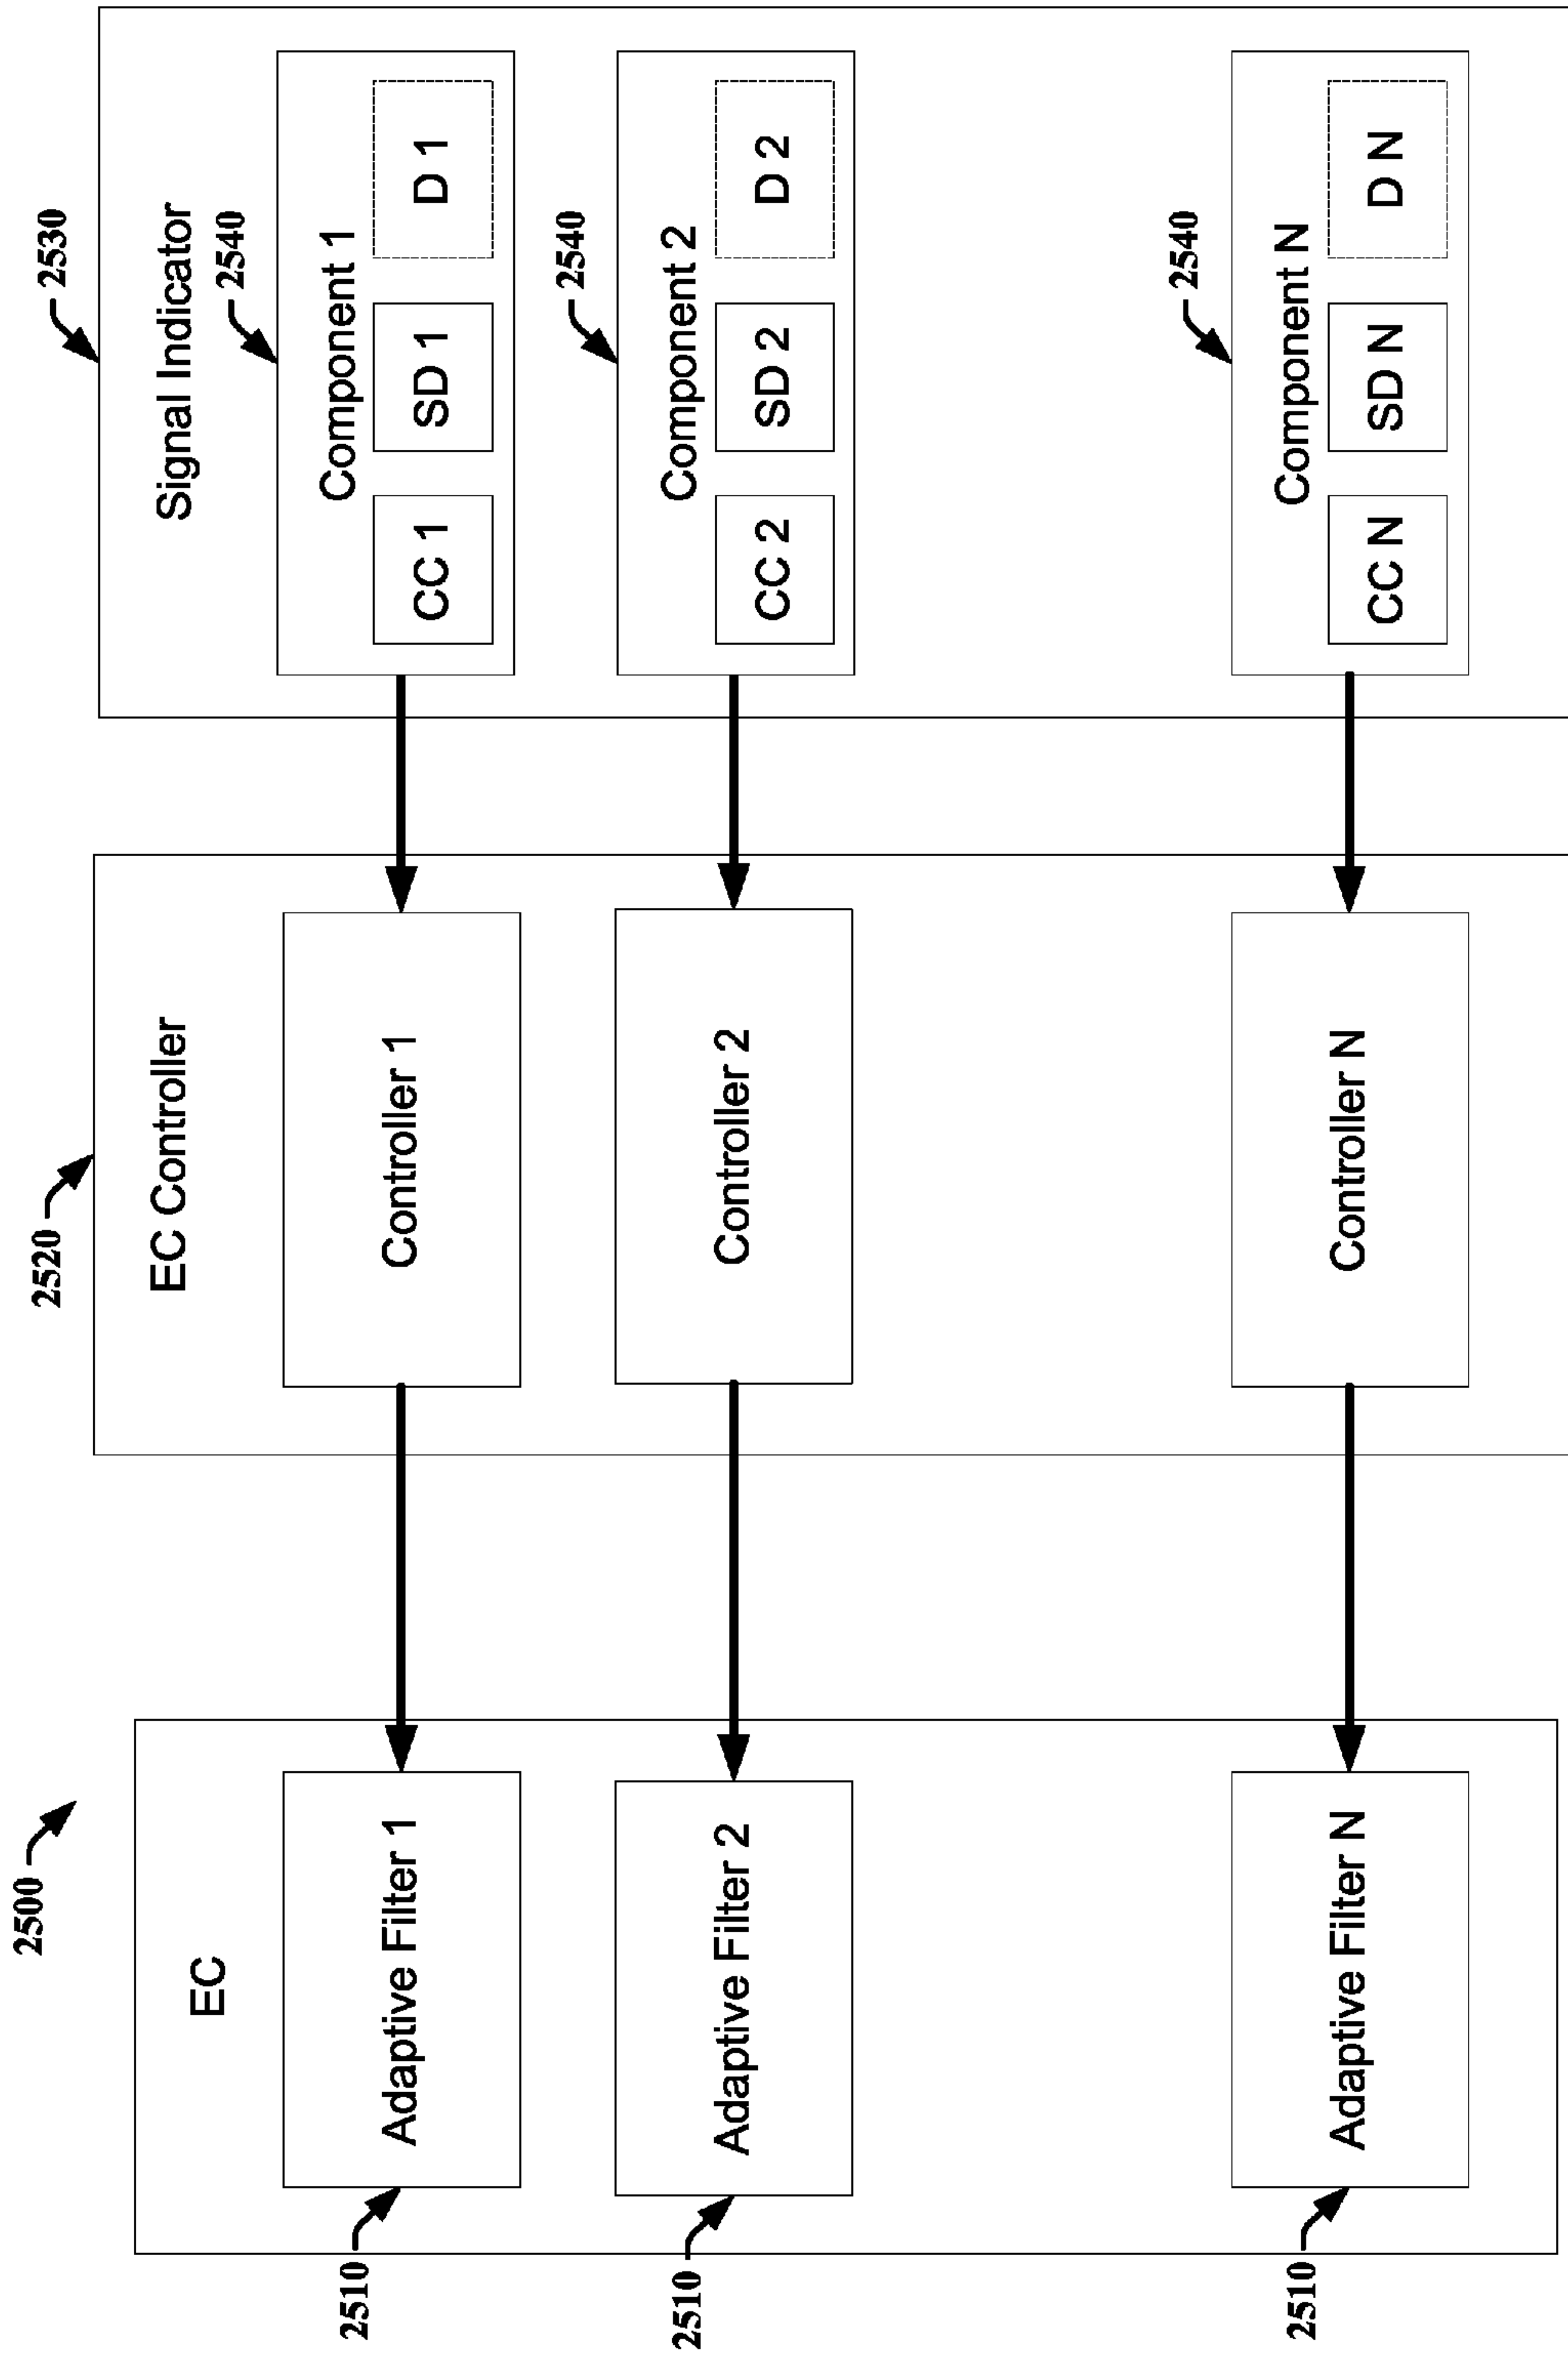 2500
EC
2510
Adaptive Filter 1
2510
Adaptive Filter 2
2510
Adaptive Filter N
2520
EC Controller
Controller 1
Controller 2
Controller N
2530
Signal Indicator
2540
Component 1
CC 1
SD 1
D 1
2540
Component 2
CC 2
SD 2
D 2
2540
Component N
CC N
SD N
D N